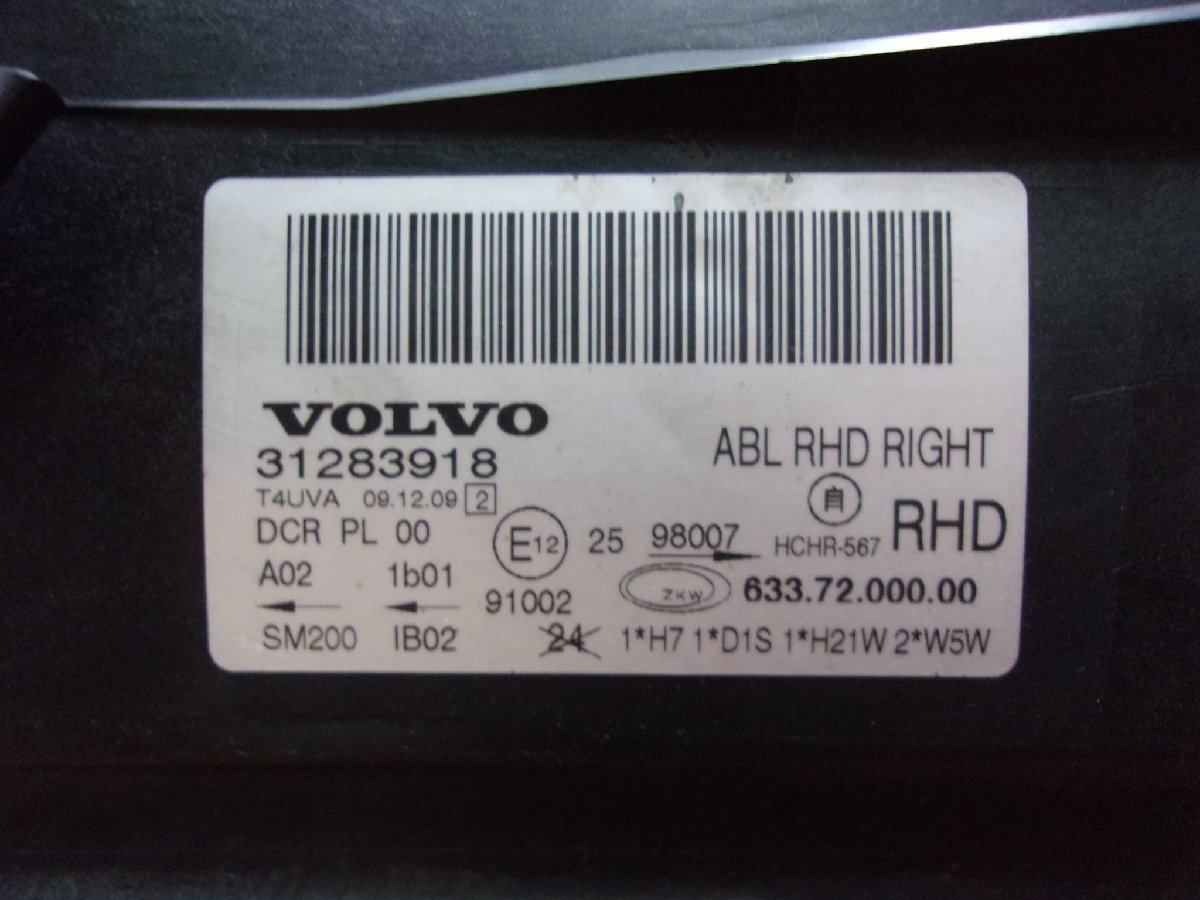 VOLVO
31283918
ABL RHD RIGHT
T4UVA 09.12.09 2
自
DCR PL 00
E12 25 98007
HCHR-567 RHD
A02 1b01
91002
ZKW 633.72.000.00
SM200 IB02
24 1*H7 1*D1S 1*H21W 2*W5W